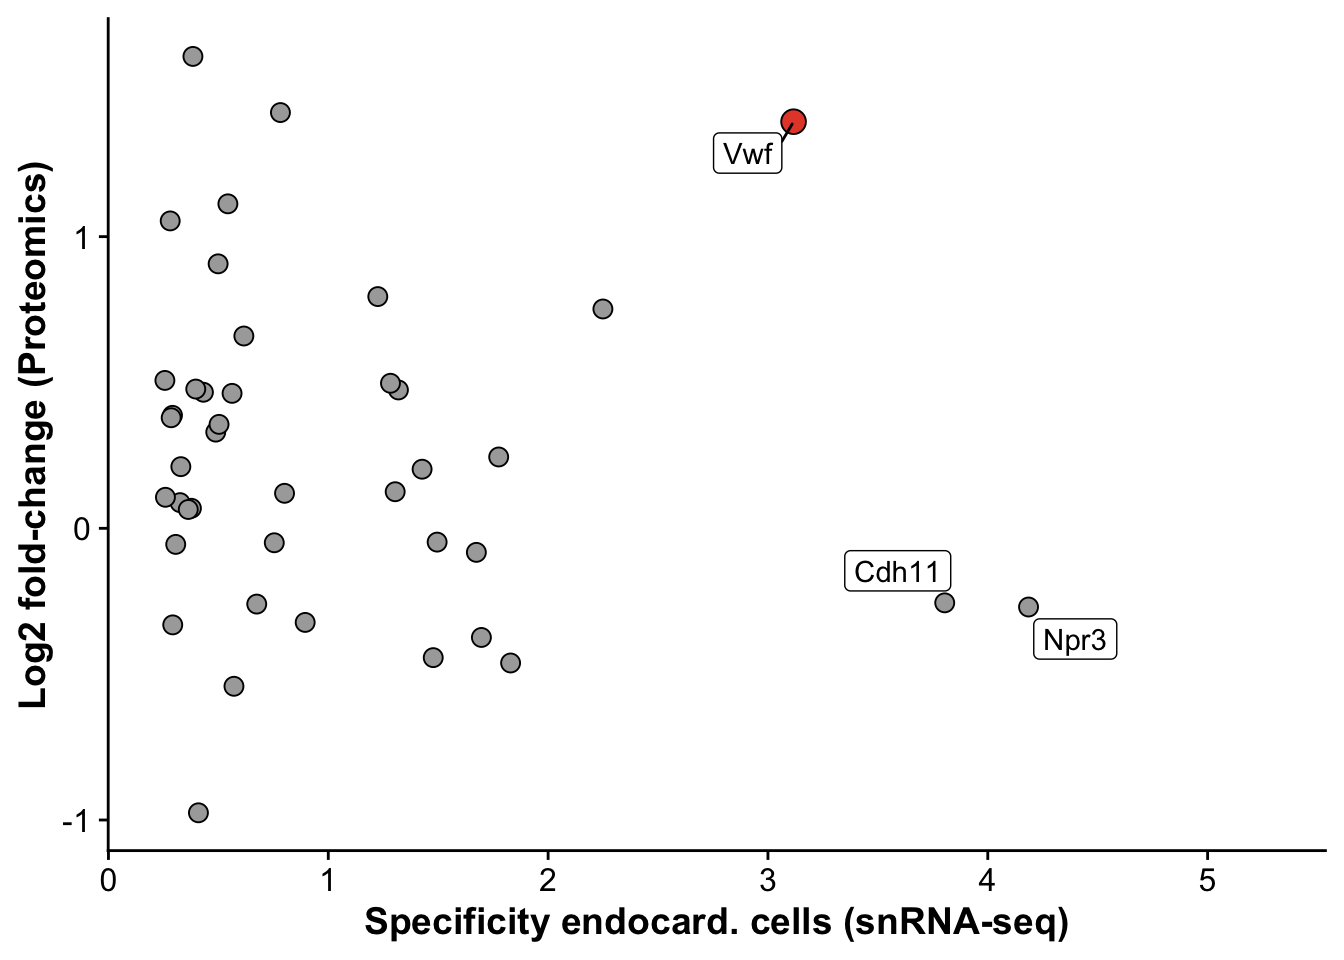 Log2 fold-change (Proteomics)
1
0
-1
Vwf
Cdh11
Npr3
0 1 2 3 4 5
Specificity endocard. cells (snRNA-seq)